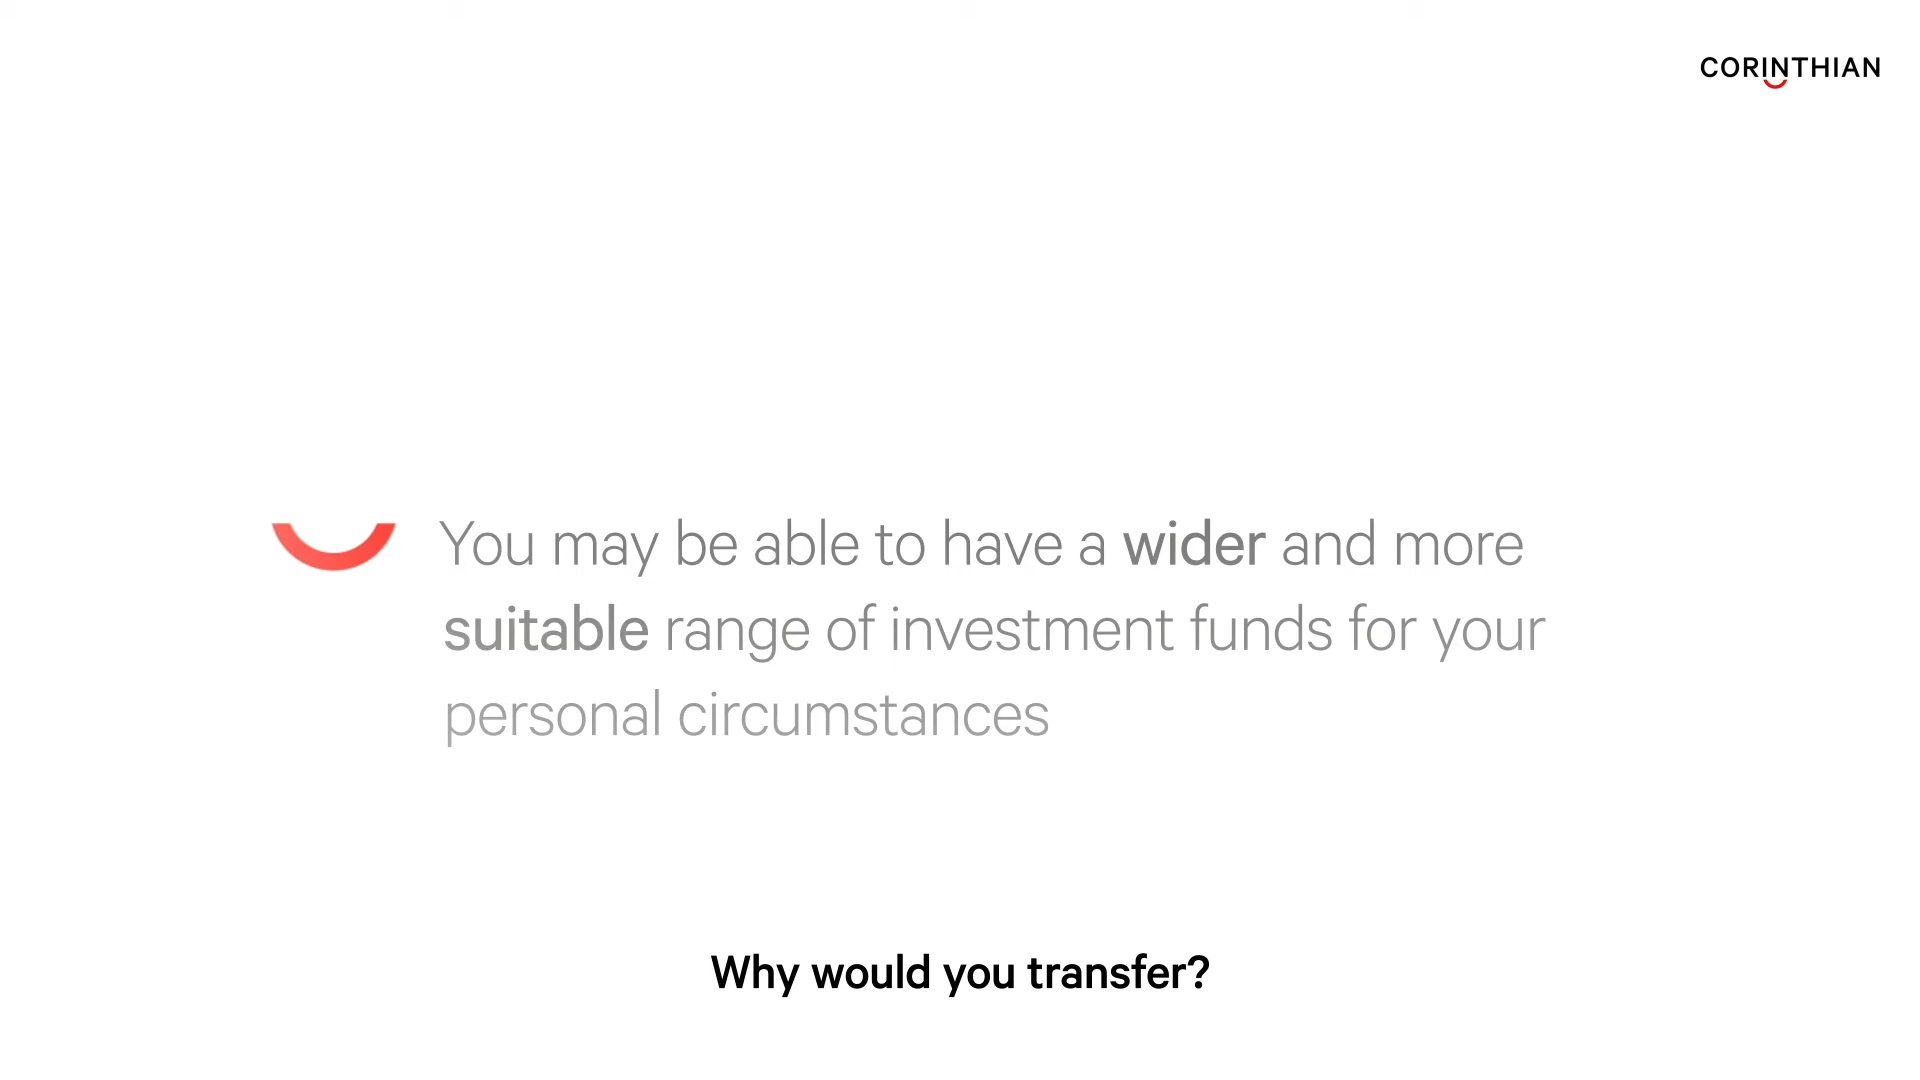 CORINTHIAN
You may be able to have a wider and more
suitable range of investment funds for your
personal circumstances
Why would you transfer?